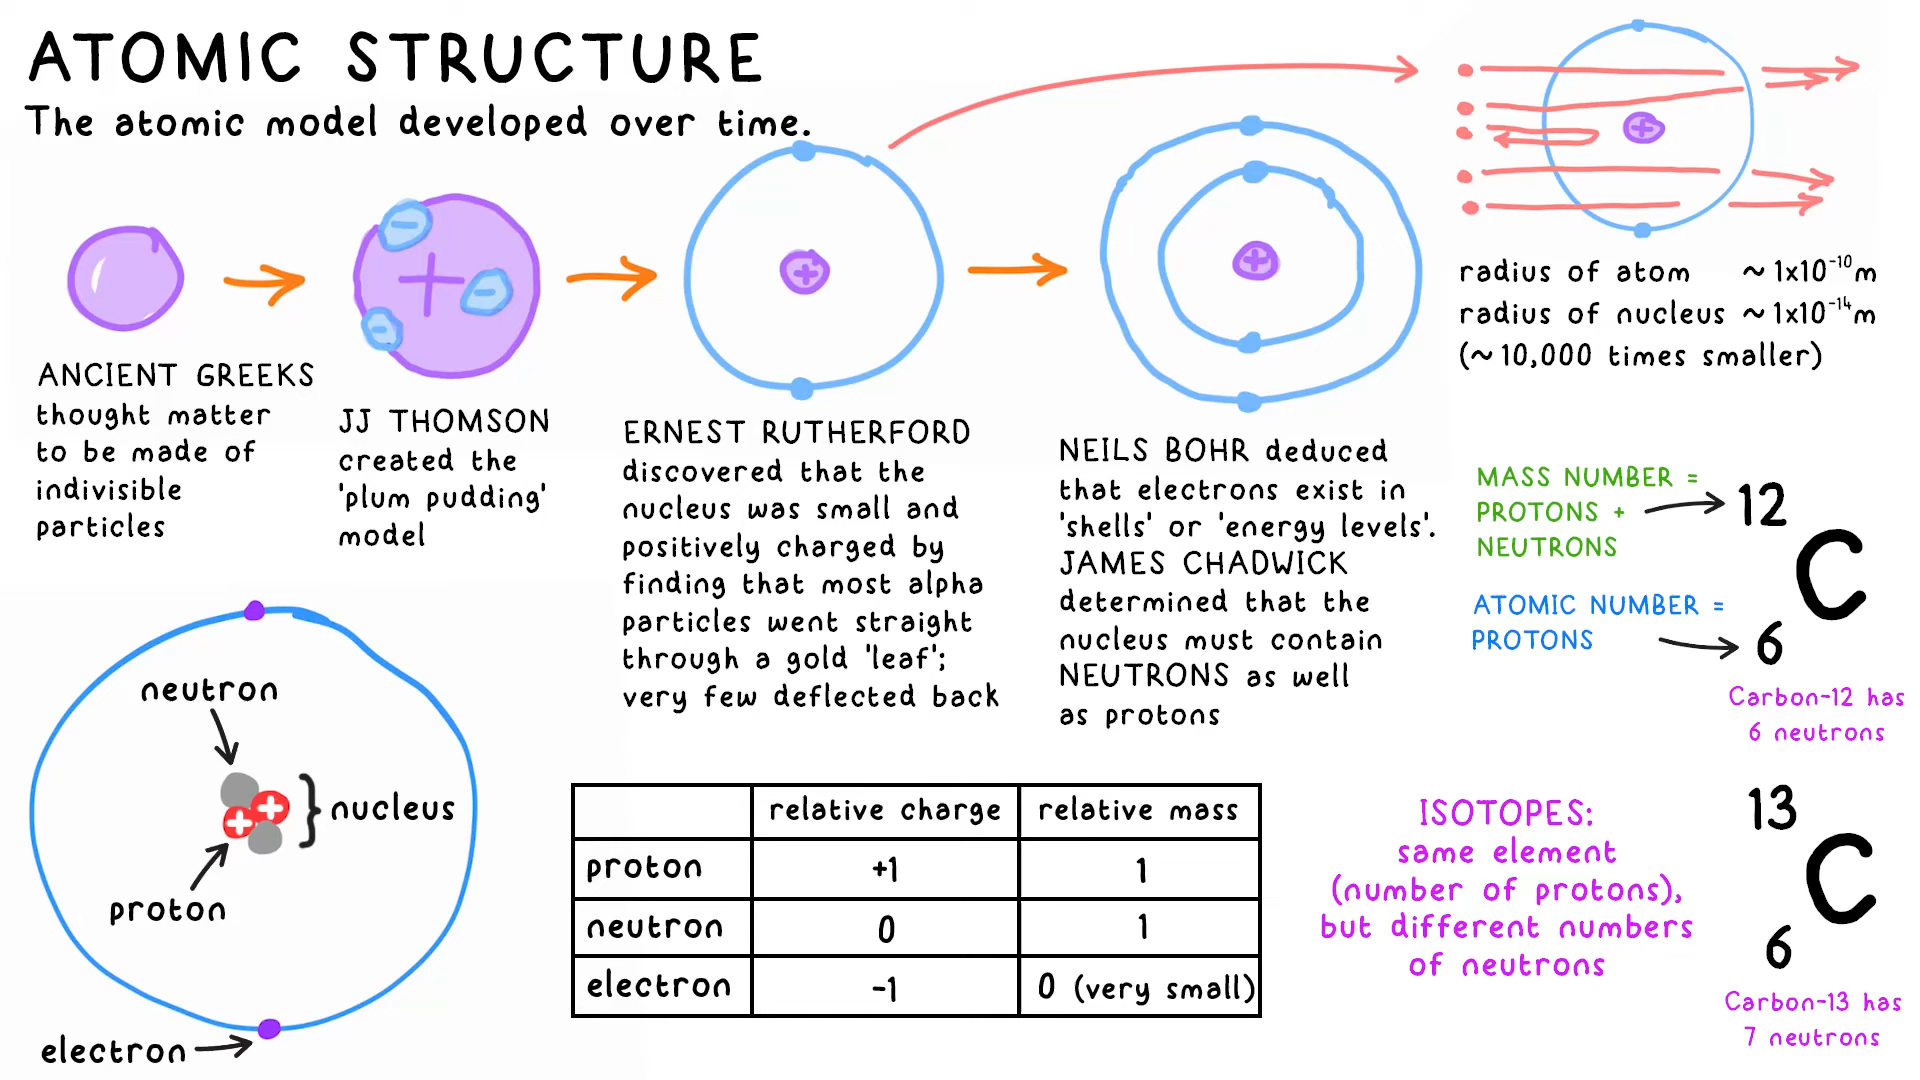 ATOMIC STRUCTURE
The atomic model developed over time.
ANCIENT GREEKS
thought matter
to be made of
indivisible
particles
+
-
-
-
JJ THOMSON
created the
'plum pudding'
model
+
ERNEST RUTHERFORD
discovered that the
nucleus was small and
positively charged by
finding that most alpha
particles went straight
through a gold 'leaf';
very few deflected back
+
NEILS BOHR deduced
that electrons exist in
'shells' or 'energy levels'.
JAMES CHADWICK
determined that the
nucleus must contain
NEUTRONS as well
as protons
+
radius of atom ~ 1x10⁻¹⁰m
radius of nucleus ~ 1x10⁻¹⁴m
(~ 10,000 times smaller)
MASS NUMBER =
PROTONS +
NEUTRONS
ATOMIC NUMBER =
PROTONS
12
C
6
Carbon-12 has
6 neutrons
neutron
+
+
nucleus
proton
electron
relative charge relative mass
proton +1 1
neutron 0 1
electron -1 0 (very small)
ISOTOPES:
same element
(number of protons),
but different numbers
of neutrons
13
C
6
Carbon-13 has
7 neutrons